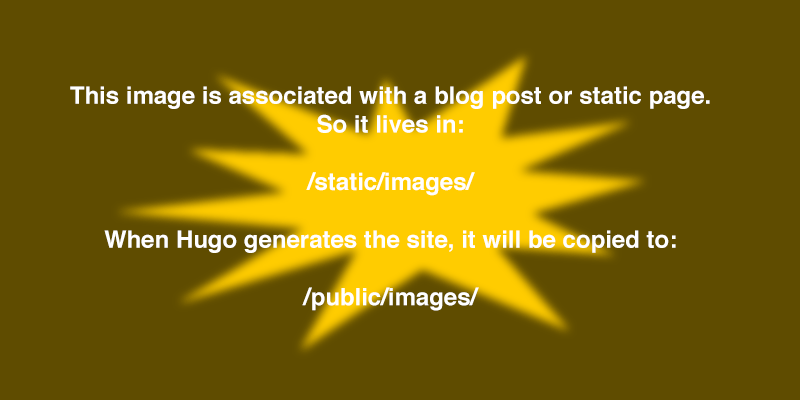 This image is associated with a blog post or static page.
So it lives in:
/static/images/
When Hugo generates the site, it will be copied to:
/public/images/